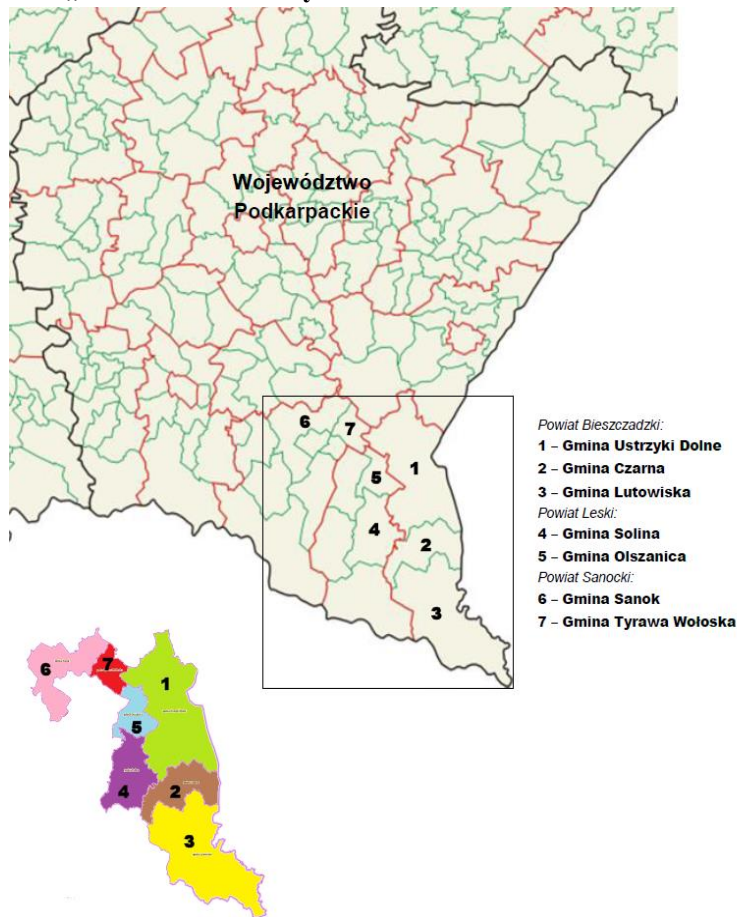 Województwo
Podkarpackie
6
7
1
5
4
2
3
Powiat Bieszczadzki:
1 – Gmina Ustrzyki Dolne
2 – Gmina Czarna
3 – Gmina Lutowiska
Powiat Leski:
4 – Gmina Solina
5 – Gmina Olszanica
Powiat Sanocki:
6 – Gmina Sanok
7 – Gmina Tyrawa Wołoska
6
7
1
5
4
2
3